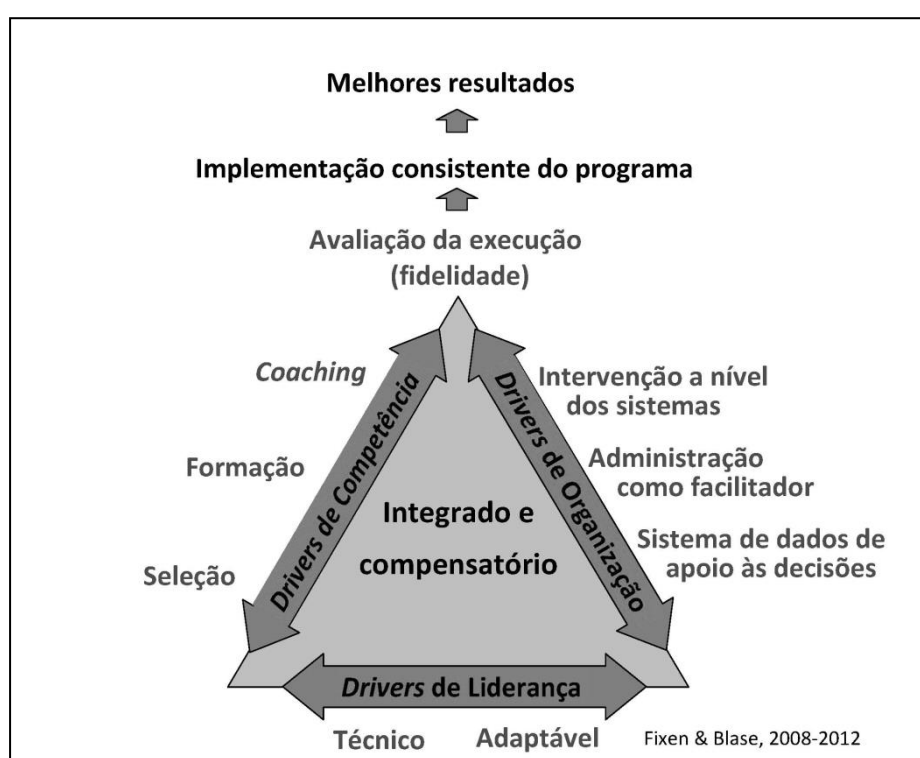 Melhores resultados
Implementação consistente do programa
Avaliação da execução
(fidelidade)
Coaching
Formação
Seleção
Drivers de Competência
Integrado e
compensatório
Drivers de Organização
Intervenção a nível
dos sistemas
Administração
como facilitador
Sistema de dados de
apoio às decisões
Drivers de Liderança
Técnico
Adaptável
Fixen & Blase, 2008-2012